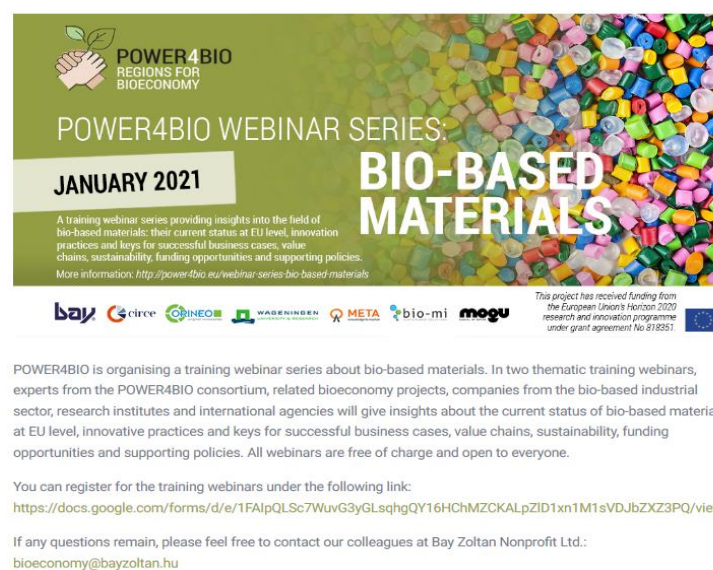 POWER4BIO
REGIONS FOR
BIOECONOMY
POWER4BIO WEBINAR SERIES:
BIO-BASED
MATERIALS
JANUARY 2021
A training webinar series providing insights into the field of
bio-based materials: their current status at EU level, innovation
practices and keys for successful business cases, value
chains, sustainability, funding opportunities and supporting policies.
More information: http://power4bio.eu/webinar-series-bio-based-materials
bay circe CORINEO WAGENINGEN META bio-mi mogu
UNIVERSITY & RESEARCH
This project has received funding from
the European Union's Horizon 2020
research and innovation programme
under grant agreement No 818351.
POWER4BIO is organising a training webinar series about bio-based materials. In two thematic training webinars,
experts from the POWER4BIO consortium, related bioeconomy projects, companies from the bio-based industrial
sector, research institutes and international agencies will give insights about the current status of bio-based materia
at EU level, innovative practices and keys for successful business cases, value chains, sustainability, funding
opportunities and supporting policies. All webinars are free of charge and open to everyone.
You can register for the training webinars under the following link:
https://docs.google.com/forms/d/e/1FAIpQLSc7WuvG3yGLsqhgQY16HChMZCKALpZlD1xn1M1sVDJbZXZ3PQ/vie
If any questions remain, please feel free to contact our colleagues at Bay Zoltan Nonprofit Ltd.:
bioeconomy@bayzoltan.hu